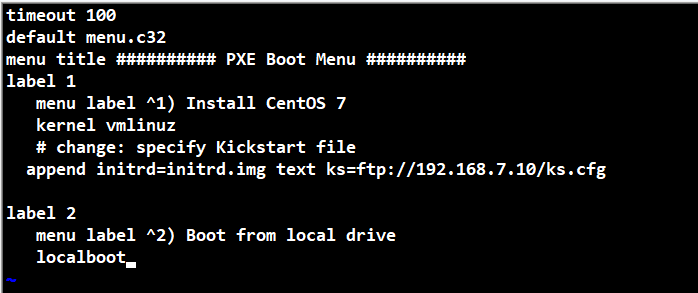 timeout 100
default menu.c32
menu title ########## PXE Boot Menu ##########
label 1
   menu label ^1) Install CentOS 7
   kernel vmlinuz
   # change: specify Kickstart file
  append initrd=initrd.img text ks=ftp://192.168.7.10/ks.cfg

label 2
   menu label ^2) Boot from local drive
   localboot
~